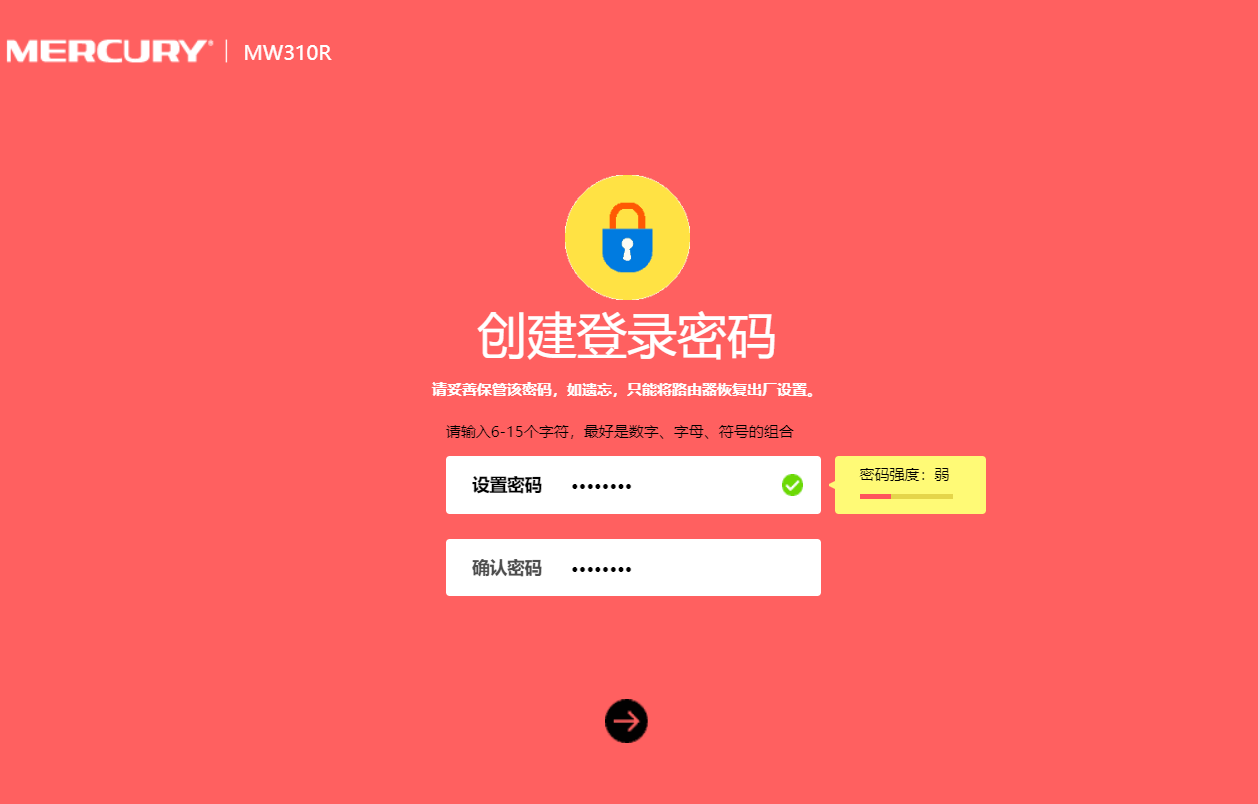 MERCURY® | MW310R
创建登录密码
请妥善保管该密码，如遗忘，只能将路由器恢复出厂设置。
请输入6-15个字符，最好是数字、字母、符号的组合
设置密码 ••••••••
密码强度：弱
确认密码 ••••••••